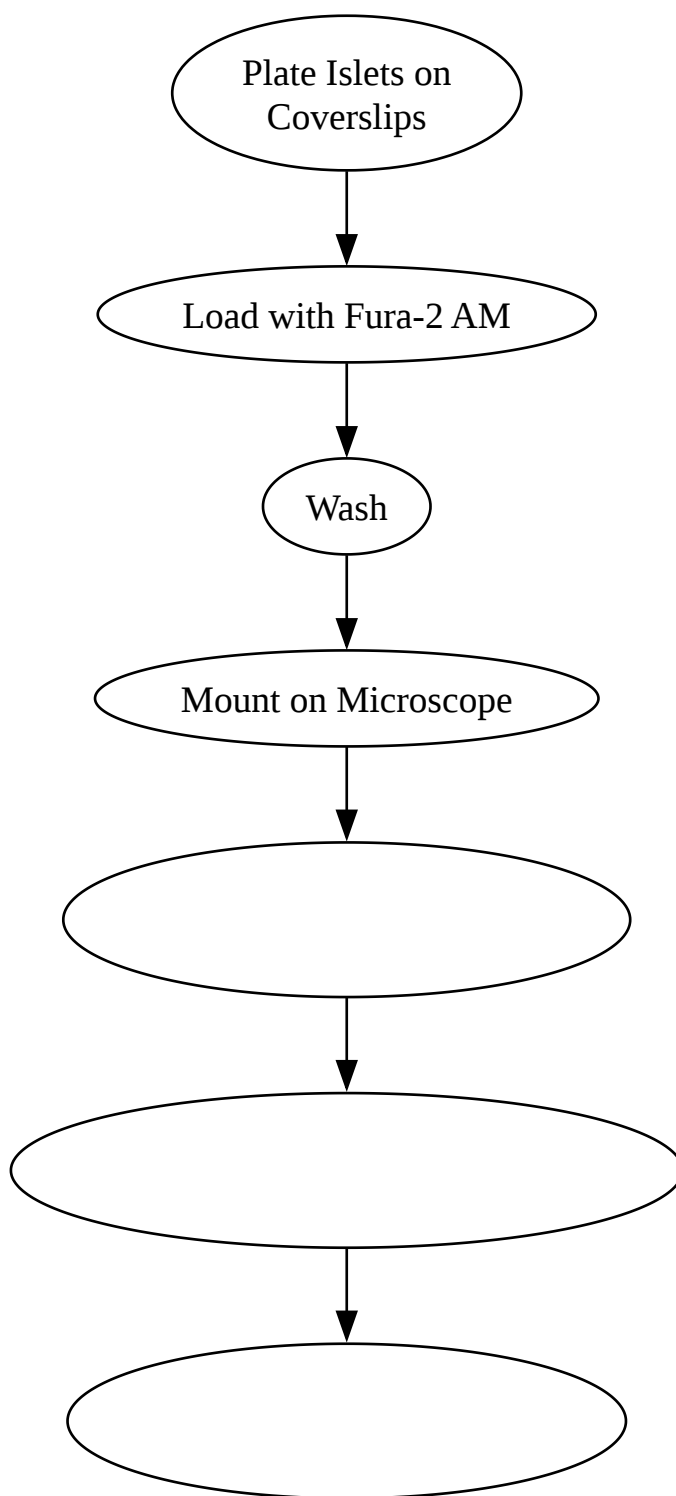 Plate Islets on
Coverslips
Load with Fura-2 AM
Wash
Mount on Microscope